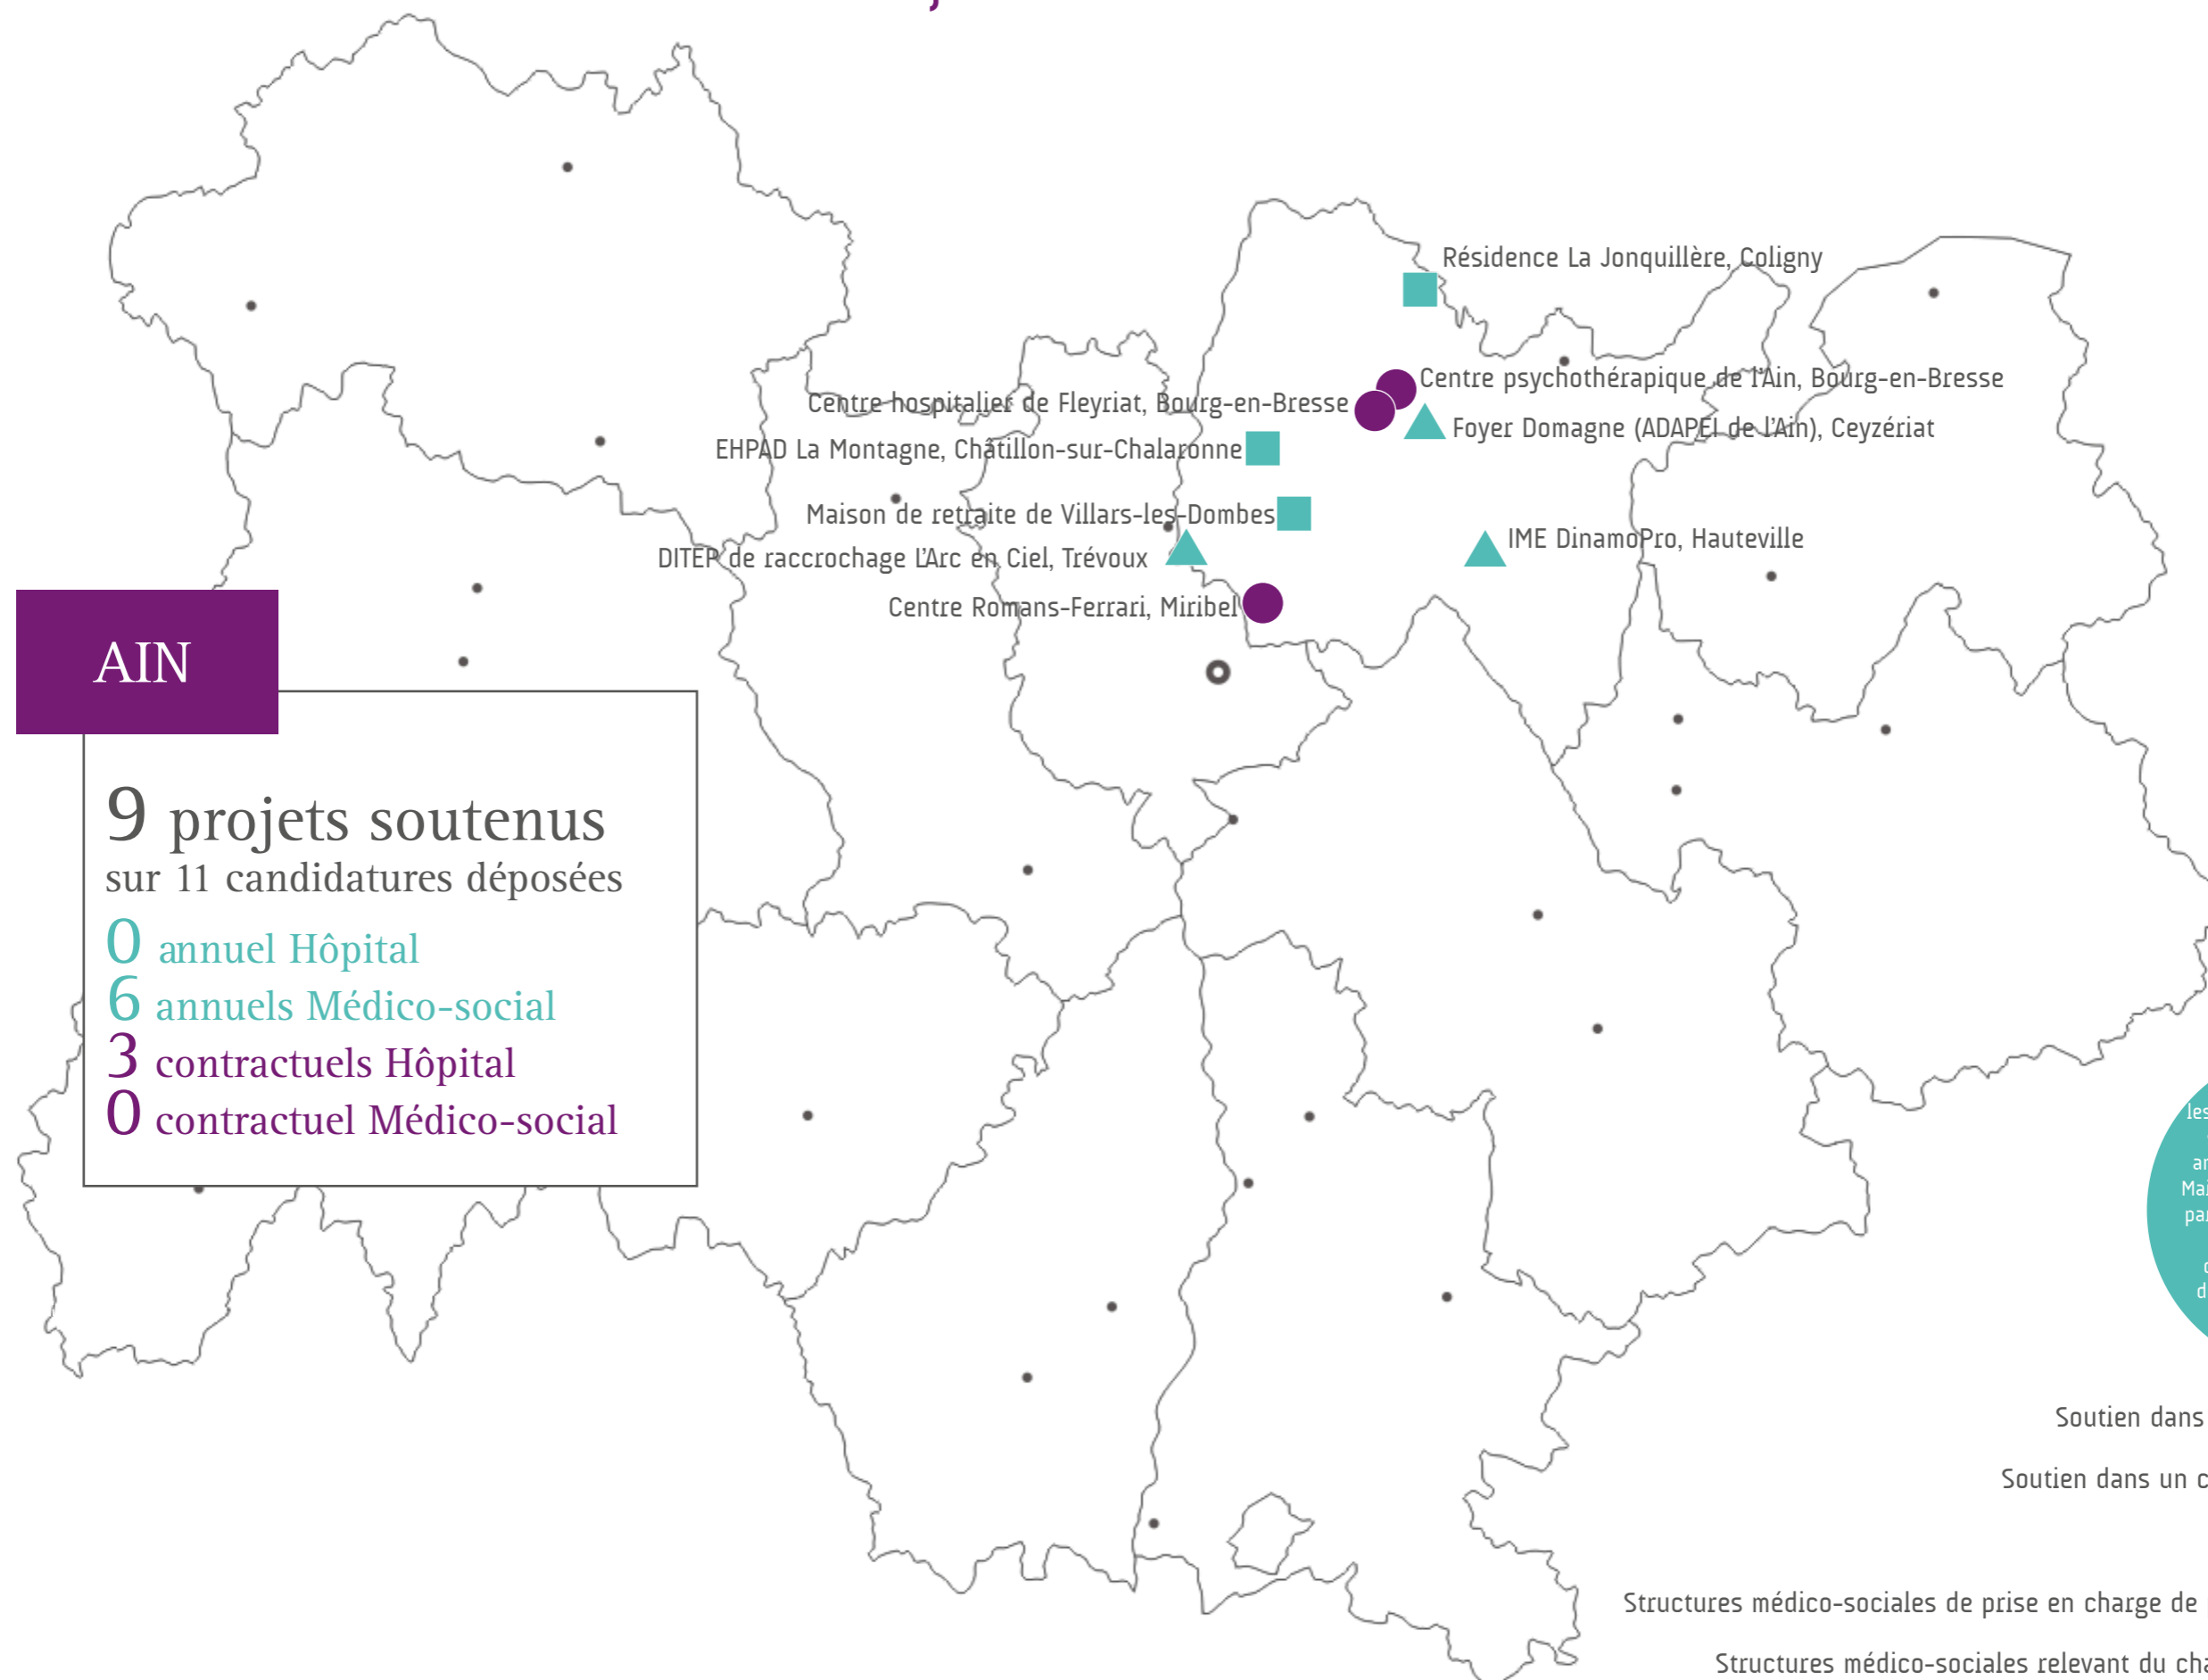 Résidence La Jonquillère, Coligny
Centre psychothérapique de l'Ain, Bourg-en-Bresse
Centre hospitalier de Fleyriat, Bourg-en-Bresse
Foyer Domagne (ADAPEI de l'Ain), Ceyzériat
EHPAD La Montagne, Châtillon-sur-Chalaronne
Maison de retraite de Villars-les-Dombes
IME DinamoPro, Hauteville
DITEP de raccrochage L'Arc en Ciel, Trévoux
Centre Romans-Ferrari, Miribel
AIN
9 projets soutenus
sur 11 candidatures déposées
0 annuel Hôpital
6 annuels Médico-social
3 contractuels Hôpital
0 contractuel Médico-social
les
Mai
Soutien dans
Soutien dans un c
Structures médico-sociales de prise en charge de
Structures médico-sociales relevant du cha